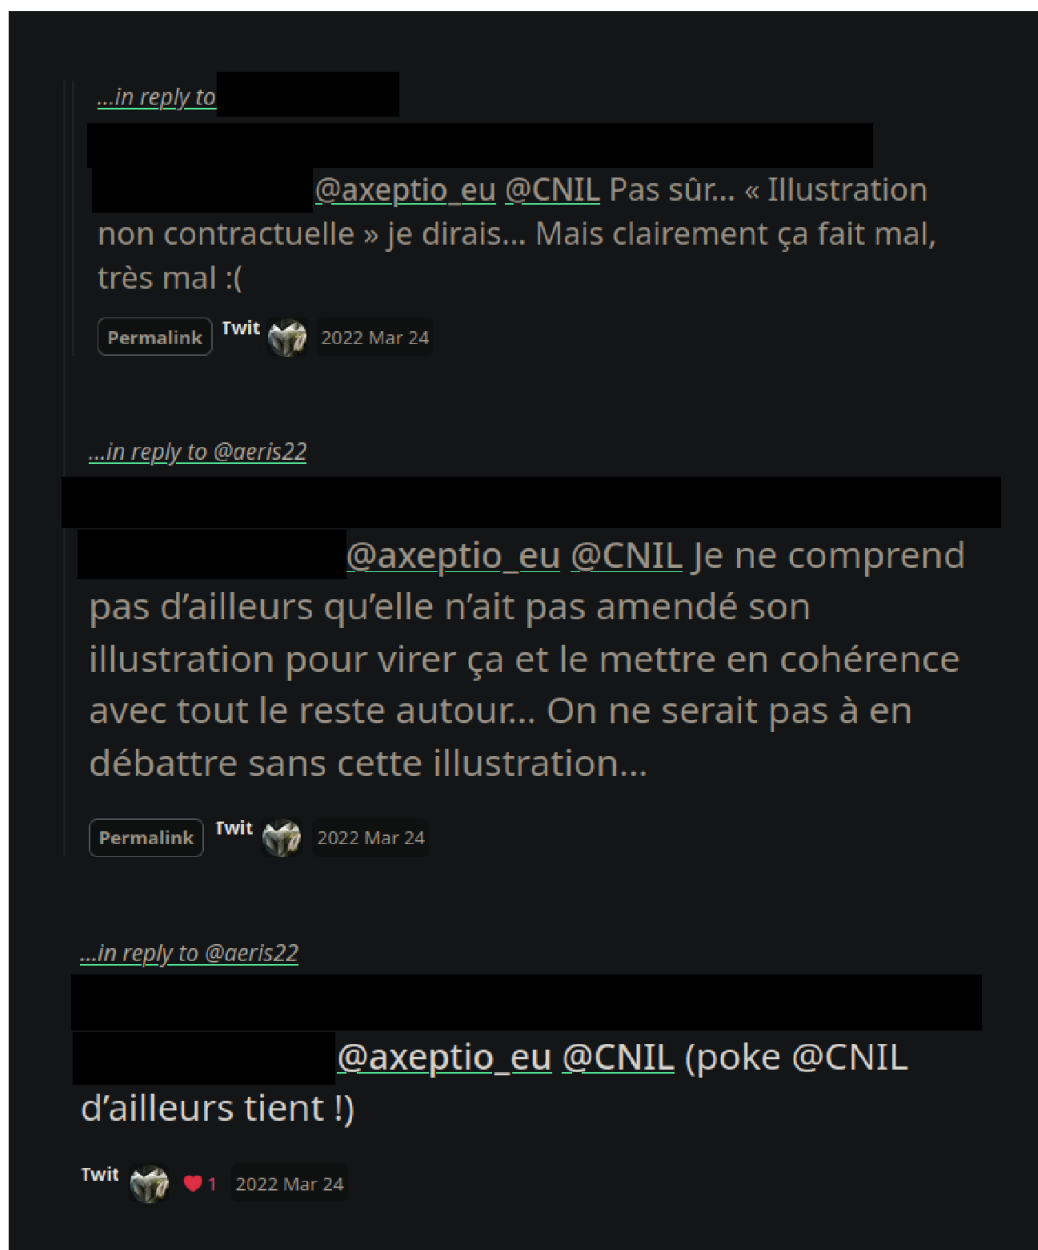 ...in reply to
@axeptio_eu @CNIL Pas sûr… « Illustration
non contractuelle » je dirais… Mais clairement ça fait mal,
très mal :(
Permalink Twit 2022 Mar 24
...in reply to @aeris22
@axeptio_eu @CNIL Je ne comprend
pas d’ailleurs qu’elle n’ait pas amendé son
illustration pour virer ça et le mettre en cohérence
avec tout le reste autour… On ne serait pas à en
débattre sans cette illustration…
Permalink Twit 2022 Mar 24
...in reply to @aeris22
@axeptio_eu @CNIL (poke @CNIL
d’ailleurs tient !)
Twit ❤ 1 2022 Mar 24